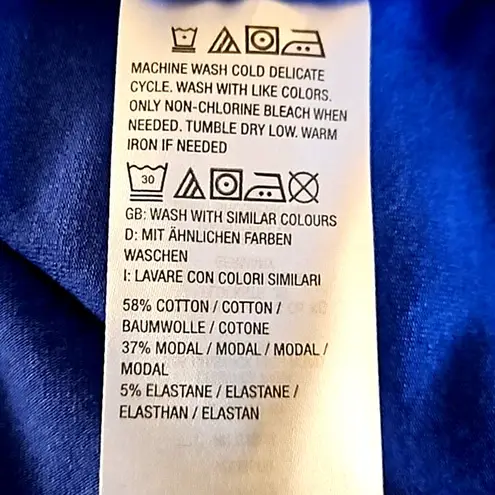 MACHINE WASH COLD DELICATE
CYCLE. WASH WITH LIKE COLORS.
ONLY NON-CHLORINE BLEACH WHEN
NEEDED. TUMBLE DRY LOW. WARM
IRON IF NEEDED
30
GB: WASH WITH SIMILAR COLOURS
D: MIT ÄHNLICHEN FARBEN
WASCHEN
I: LAVARE CON COLORI SIMILARI
58% COTTON / COTTON /
BAUMWOLLE / COTONE
37% MODAL / MODAL / MODAL /
MODAL
5% ELASTANE / ELASTANE /
ELASTHAN / ELASTAN